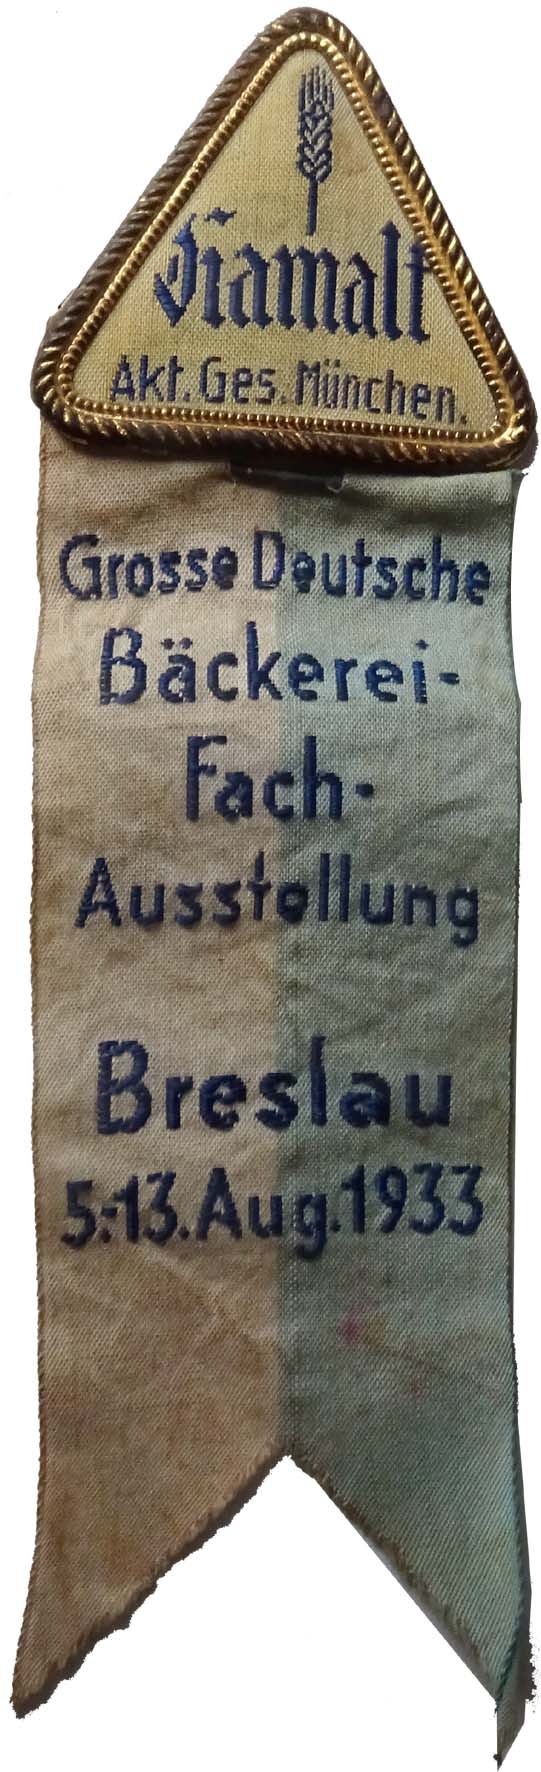 Diamalt
Akt. Ges. München.
Grosse Deutsche
Bäckerei-
Fach-
Ausstellung
Breslau
5.-13. Aug. 1933